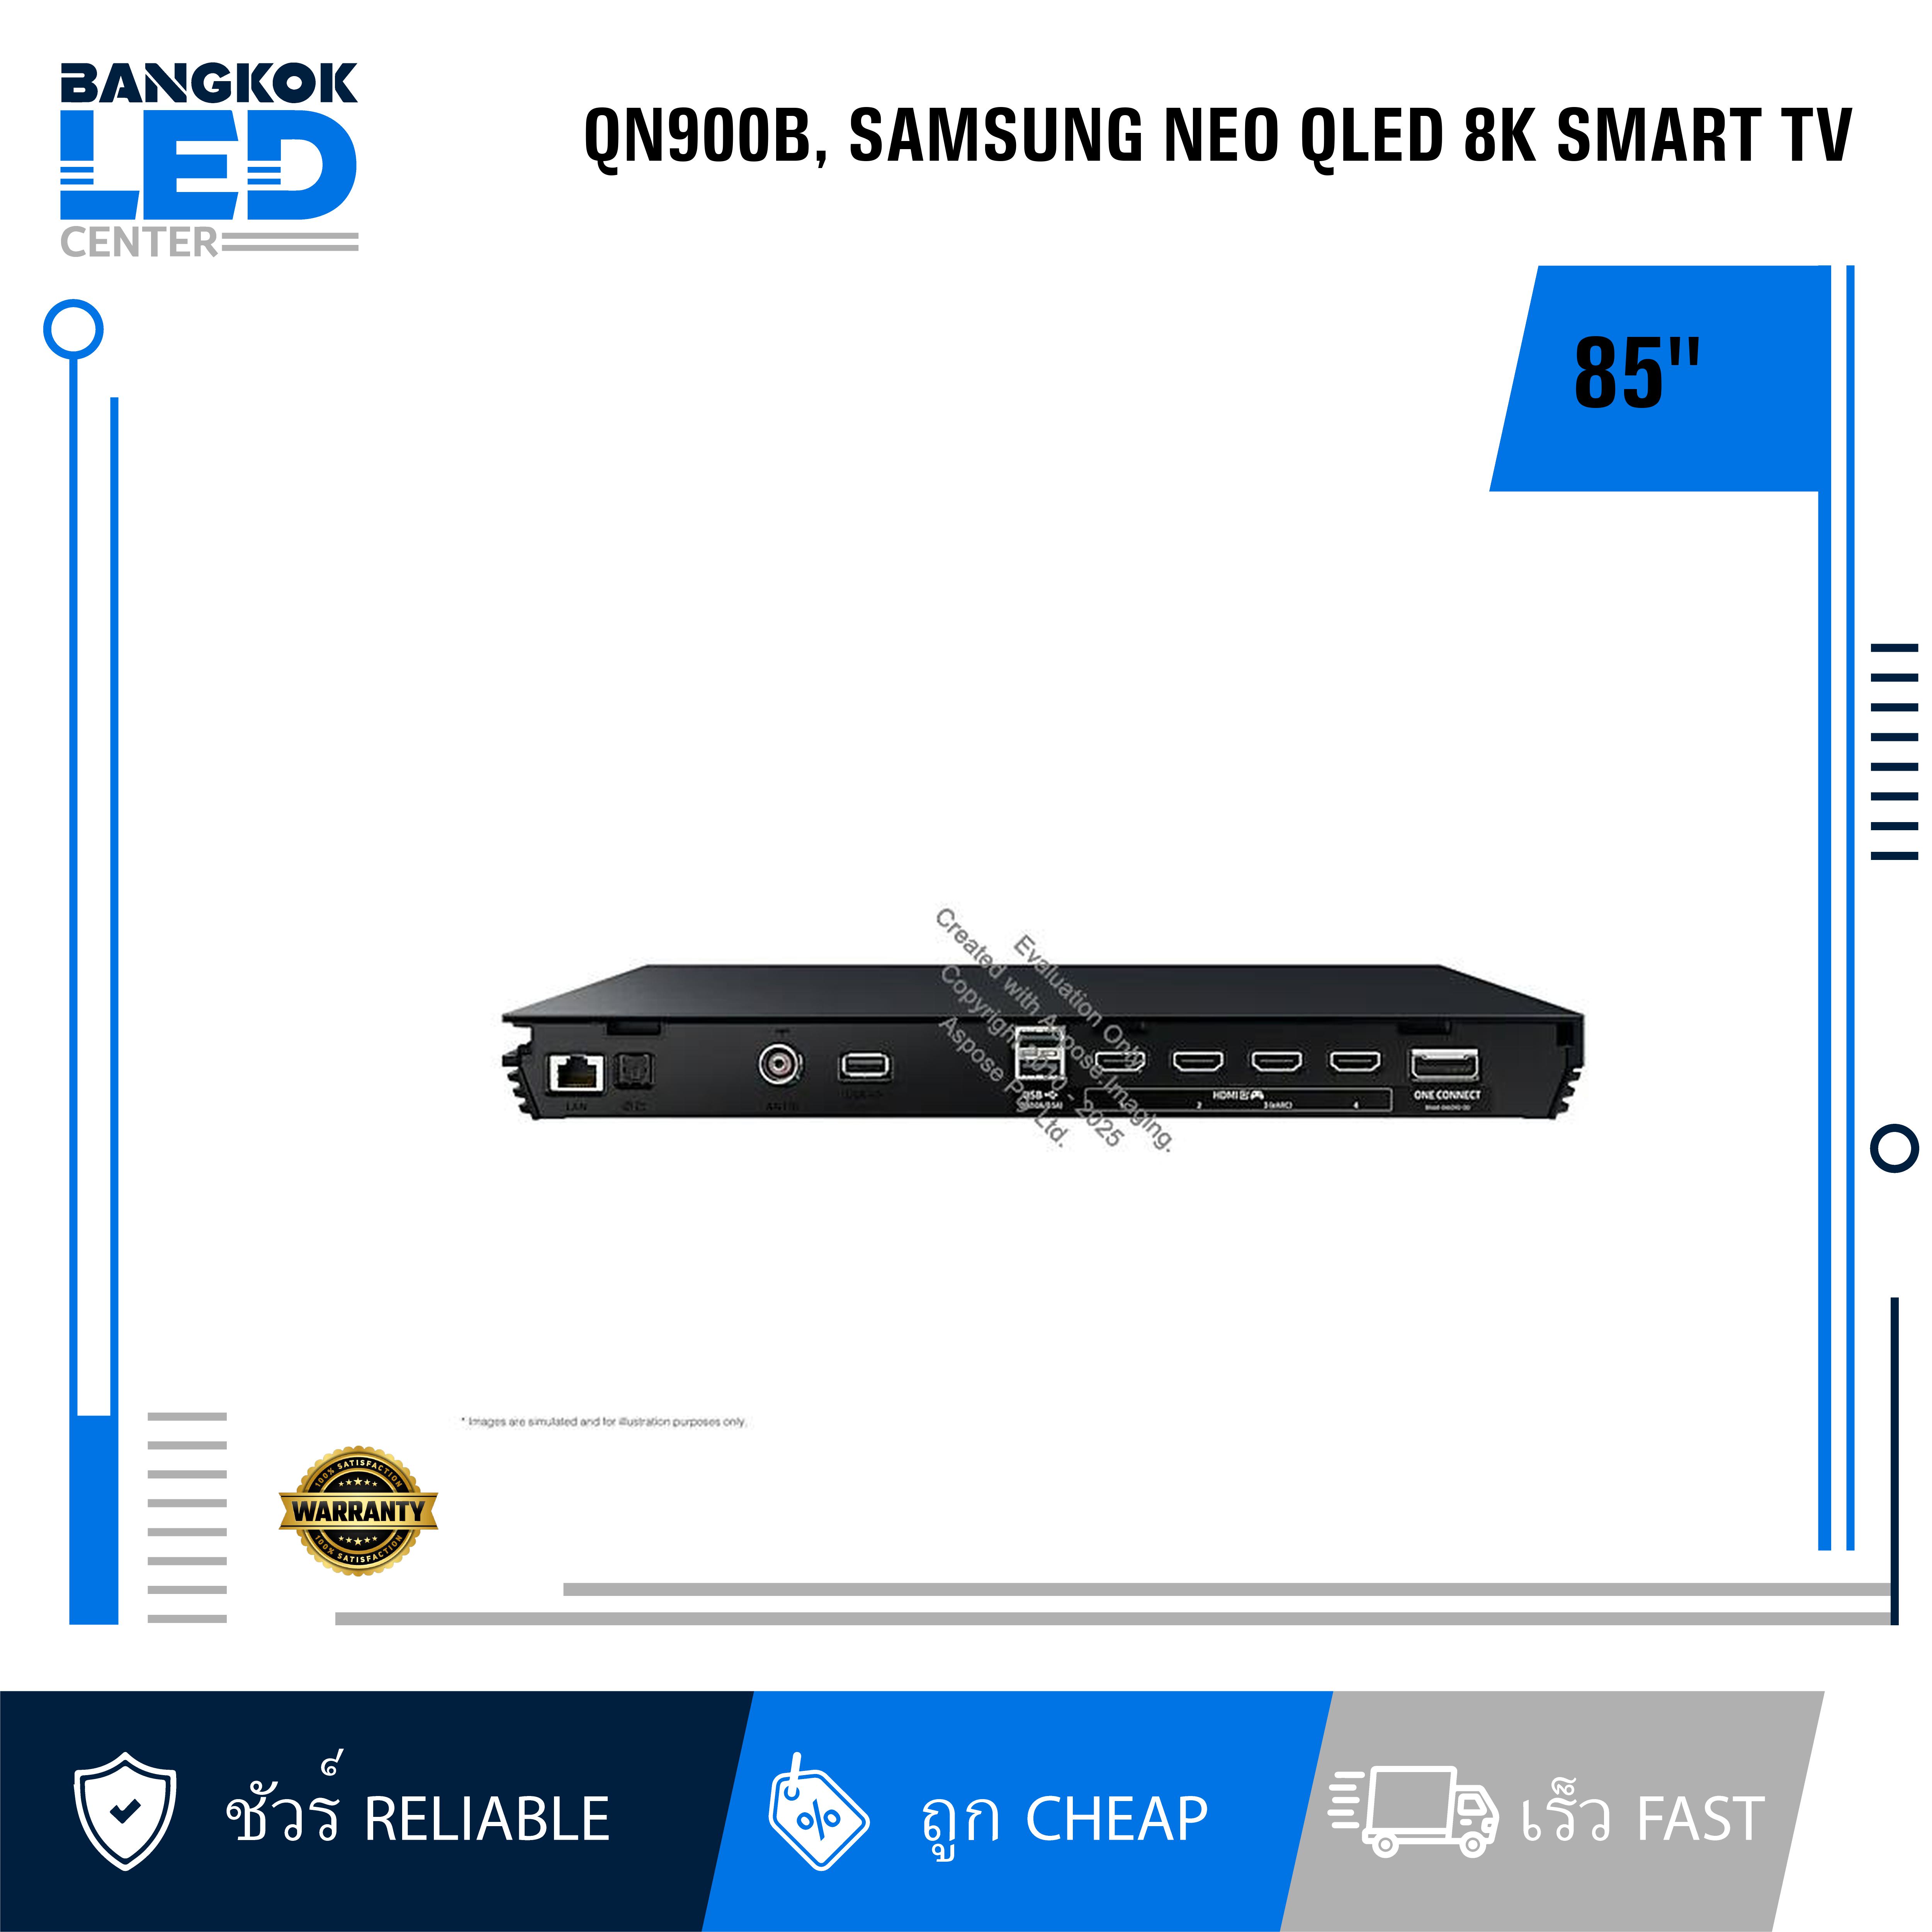 BANGKOK
LED
CENTER
QN900B, SAMSUNG NEO QLED 8K SMART TV
85"
Evaluation Only.
Created with Aspose.Imaging.
Copyright 2010 - 2025
Aspose Pty Ltd.
LAN
USB
HDMI
2
3 (eARC)
4
ONE CONNECT
* Images are simulated and for illustration purposes only.
100% SATISFACTION
WARRANTY
100% SATISFACTION
ชัวร์ RELIABLE
% ถูก CHEAP
เร็ว FAST